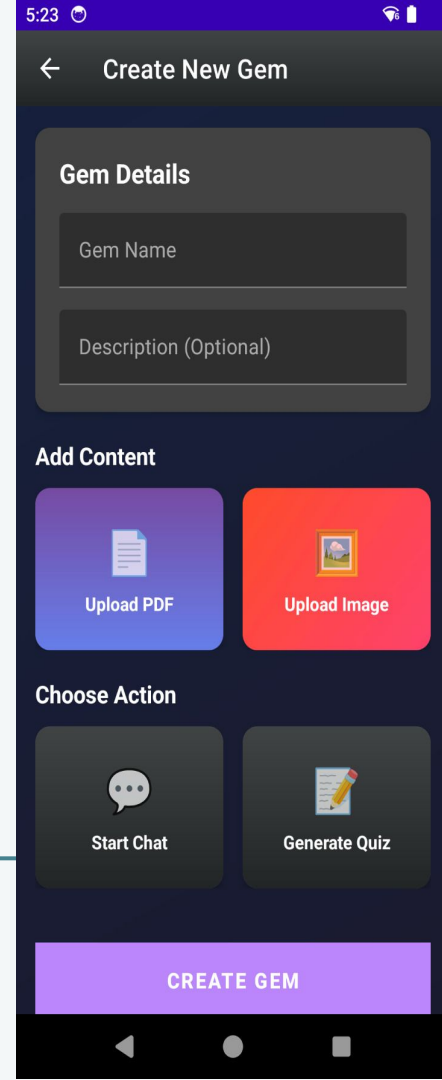 5:23
Create New Gem
Gem Details
Gem Name
Description (Optional)
Add Content
Upload PDF
Upload Image
Choose Action
Start Chat
Generate Quiz
CREATE GEM